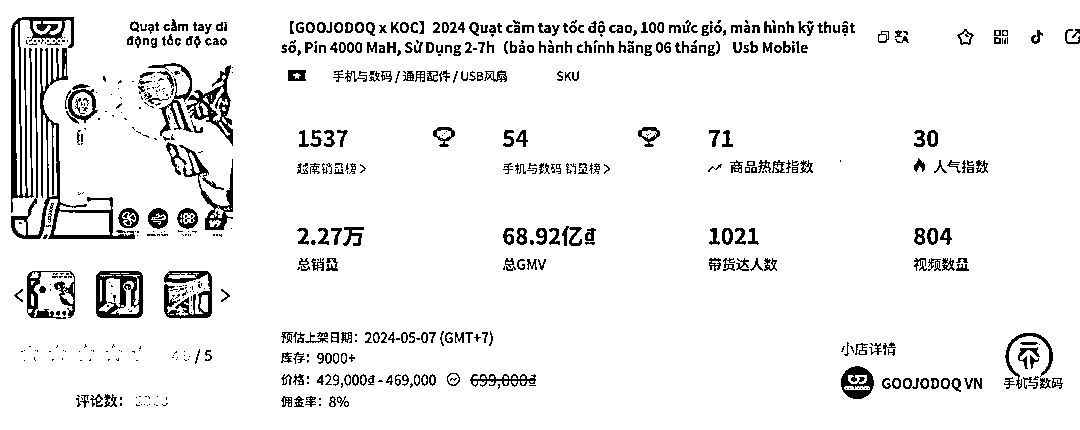 Quạt cầm tay di
động tốc độ cao
【GOOJODOQ x KOC】2024 Quạt cầm tay tốc độ cao, 100 mức gió, màn hình kỹ thuật
số, Pin 4000 MaH, Sử Dụng 2-7h（bảo hành chính hãng 06 tháng） Usb Mobile
手机与数码 / 通用配件 / USB风扇 SKU
1537 54 71 30
越南销量榜> 手机与数码 销量榜> 商品热度指数 人气指数
2.27万 68.92亿₫ 1021 804
总销量 总GMV 带货达人数 视频数量
/ 5
评论数：
预估上架日期：2024-05-07 (GMT+7)
库存：9000+
价格：429,000₫ - 469,000 699,000₫
佣金率：8%
小店详情
GOOJODOQ VN
手机与数码